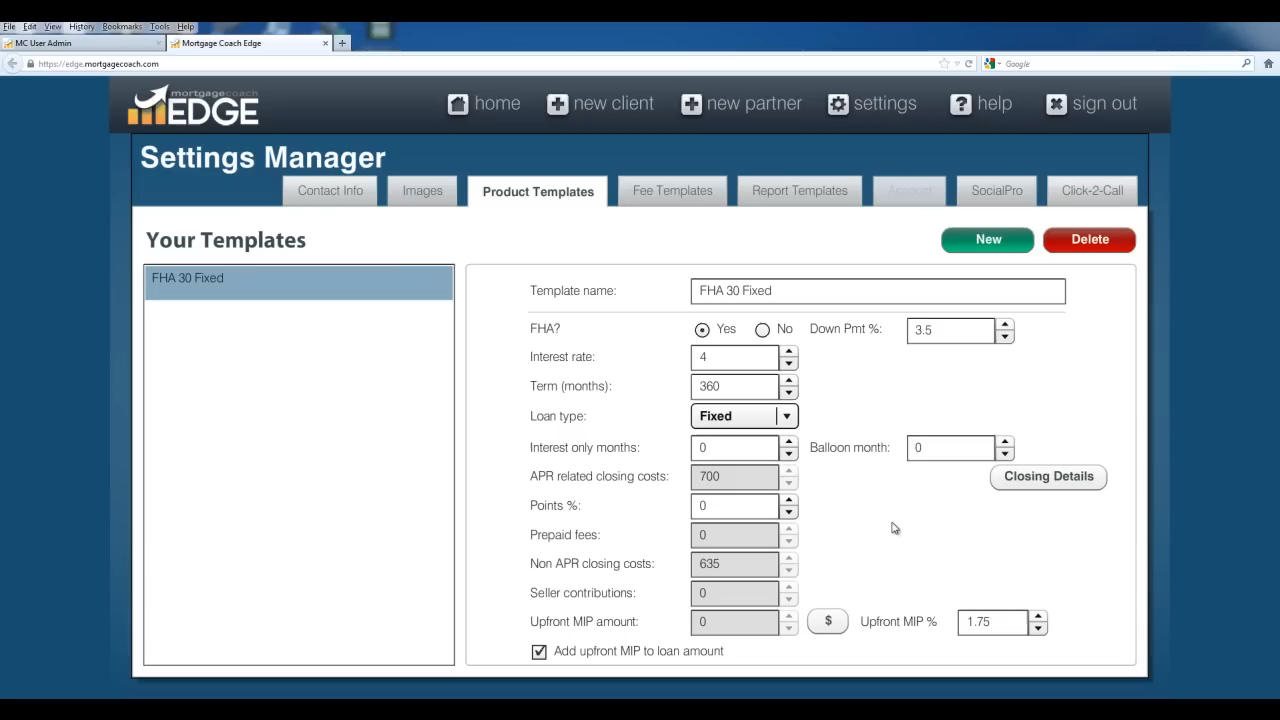 File Edit View History Bookmarks Tools Help
MC User Admin Mortgage Coach Edge
https://edge.mortgagecoach.com Google
mortgagecoach
EDGE
home new client new partner settings help sign out
Settings Manager
Contact Info Images Product Templates Fee Templates Report Templates Account SocialPro Click-2-Call
Your Templates New Delete
FHA 30 Fixed
Template name: FHA 30 Fixed
FHA? Yes No Down Pmt %: 3.5
Interest rate: 4
Term (months): 360
Loan type: Fixed
Interest only months: 0 Balloon month: 0
APR related closing costs: 700 Closing Details
Points %: 0
Prepaid fees: 0
Non APR closing costs: 635
Seller contributions: 0
Upfront MIP amount: 0 $ Upfront MIP % 1.75
Add upfront MIP to loan amount